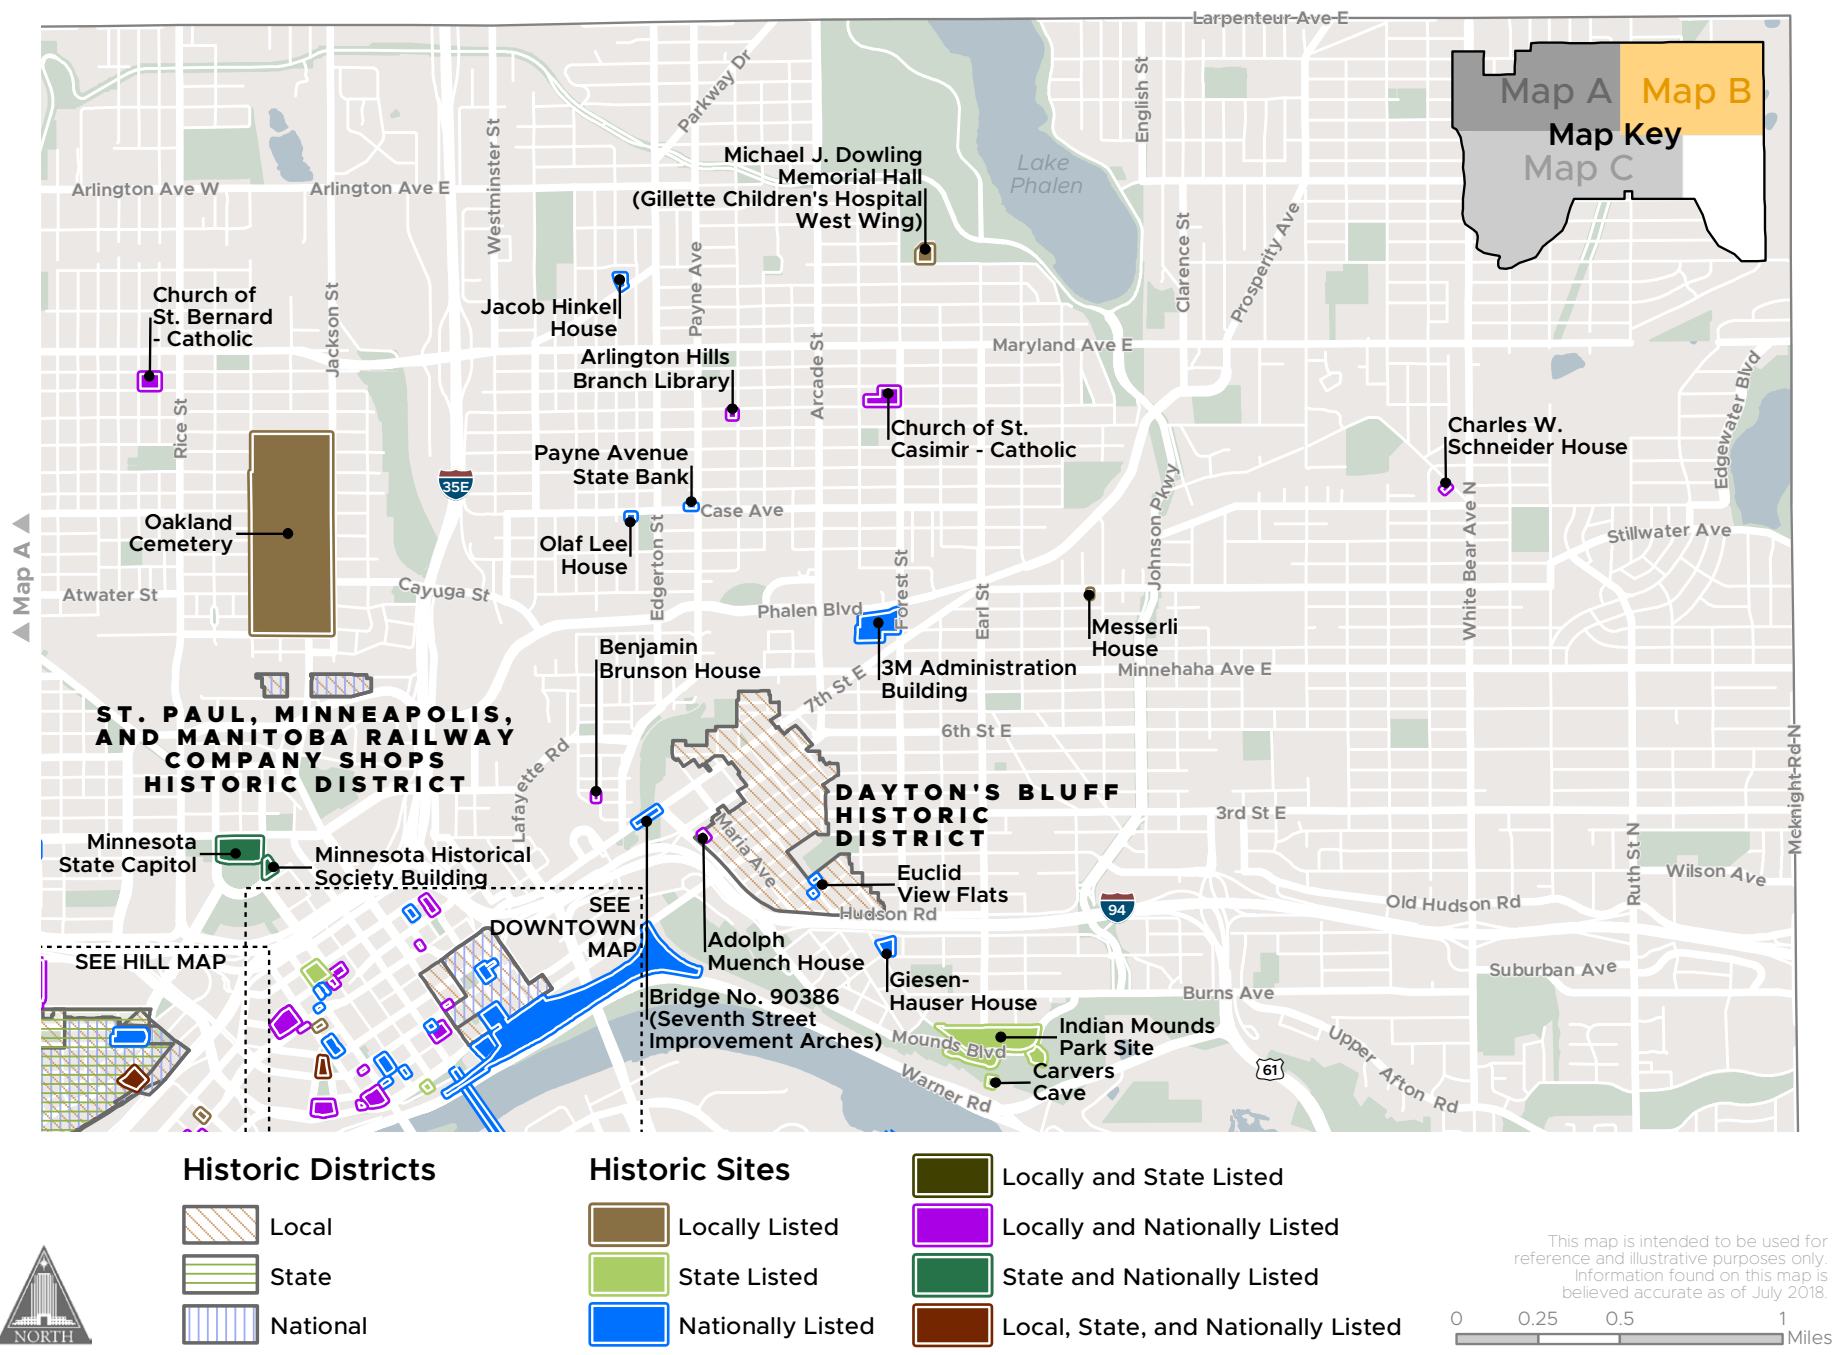 Larpenteur Ave E
Parkway Dr
English St
Map A
Map B
Map Key
Map C
Westminster St
Michael J. Dowling
Memorial Hall
(Gillette Children's Hospital
West Wing)
Lake
Phalen
Arlington Ave W
Arlington Ave E
Clarence St
Prosperity Ave
Payne Ave
Jackson St
Church of
St. Bernard
- Catholic
Jacob Hinkel
House
Arlington Hills
Branch Library
Arcade St
Maryland Ave E
Edgewater Blvd
Rice St
35E
Church of St.
Casimir - Catholic
Charles W.
Schneider House
Payne Avenue
State Bank
Case Ave
Johnson Pkwy
White Bear Ave N
Stillwater Ave
Oakland
Cemetery
Olaf Lee
House
Edgerton St
Map A
Atwater St
Cayuga St
Phalen Blvd
Forest St
Earl St
Messerli
House
Benjamin
Brunson House
3M Administration
Building
Minnehaha Ave E
7th St E
6th St E
ST. PAUL, MINNEAPOLIS,
AND MANITOBA RAILWAY
COMPANY SHOPS
HISTORIC DISTRICT
Lafayette Rd
DAYTON'S BLUFF
HISTORIC
DISTRICT
3rd St E
Mcknight Rd N
Minnesota
State Capitol
Minnesota Historical
Society Building
Maria Ave
Euclid
View Flats
Ruth St N
Wilson Ave
94
Old Hudson Rd
Hudson Rd
SEE
DOWNTOWN
MAP
SEE HILL MAP
Adolph
Muench House
Giesen-
Hauser House
Suburban Ave
Burns Ave
Bridge No. 90386
(Seventh Street
Improvement Arches)
Mounds Blvd
Indian Mounds
Park Site
Carvers
Cave
Warner Rd
61
Upper Afton Rd
Historic Districts
Local
State
National
Historic Sites
Locally Listed
State Listed
Nationally Listed
Locally and State Listed
Locally and Nationally Listed
State and Nationally Listed
Local, State, and Nationally Listed
NORTH
This map is intended to be used for
reference and illustrative purposes only.
Information found on this map is
believed accurate as of July 2018.
0 0.25 0.5 1
Miles